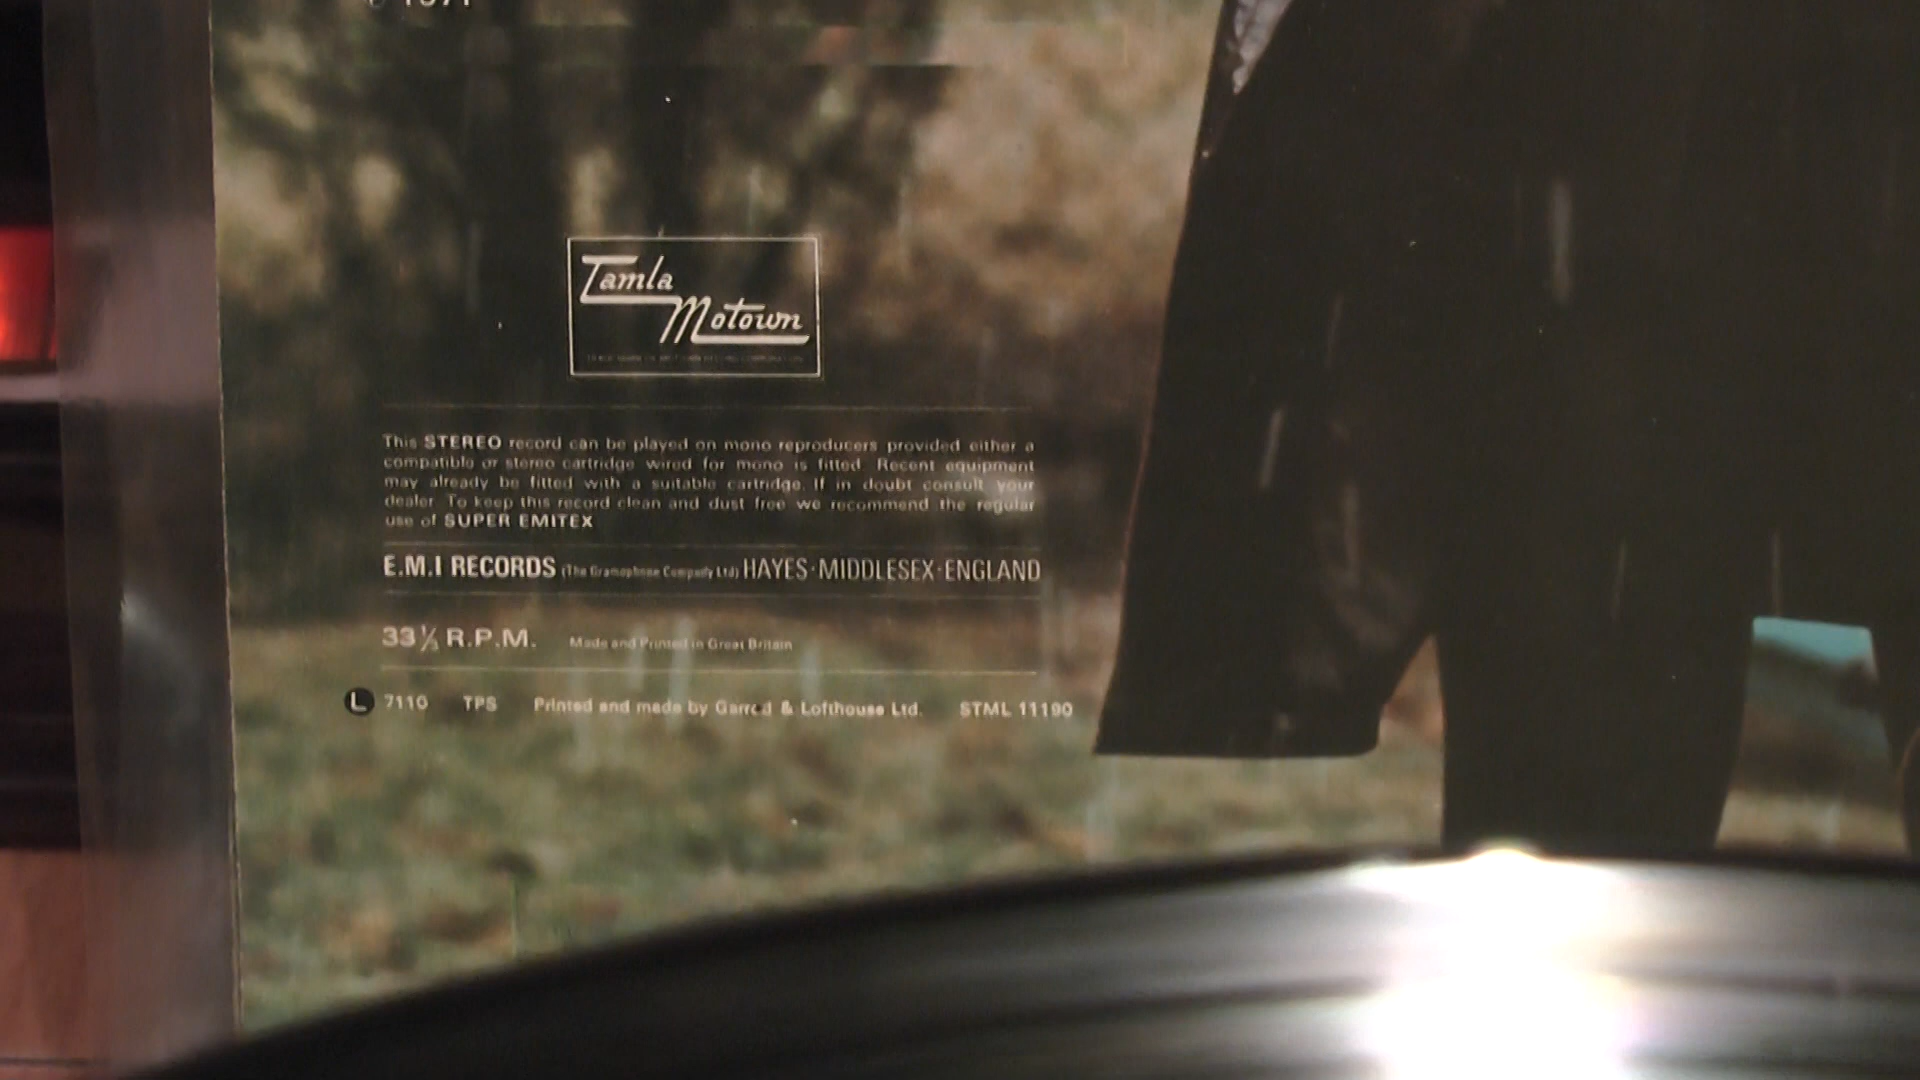 Tamla
Motown
This STEREO record can be played on mono reproducers provided either a
compatible or stereo cartridge wired for mono is fitted. Recent equipment
may already be fitted with a suitable cartridge. If in doubt consult your
dealer. To keep this record clean and dust free we recommend the regular
use of SUPER EMITEX
E.M.I RECORDS (The Gramophone Company Ltd) HAYES·MIDDLESEX·ENGLAND
33⅓ R.P.M. Made and Printed in Great Britain
L 7110 TPS Printed and made by Garrod & Lofthouse Ltd. STML 11190